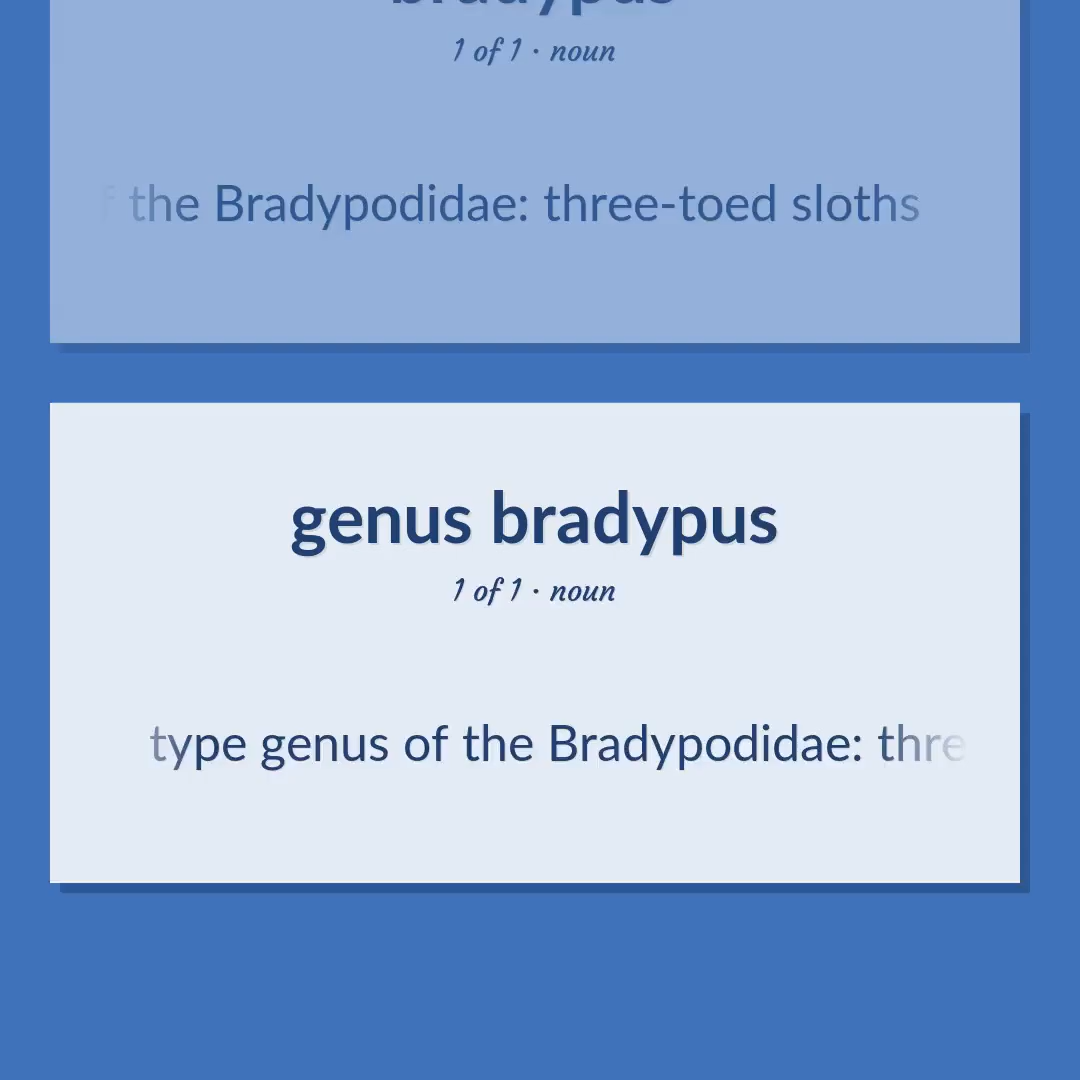 bradypus
1 of 1 · noun
the Bradypodidae: three-toed sloths
genus bradypus
1 of 1 · noun
type genus of the Bradypodidae: thre